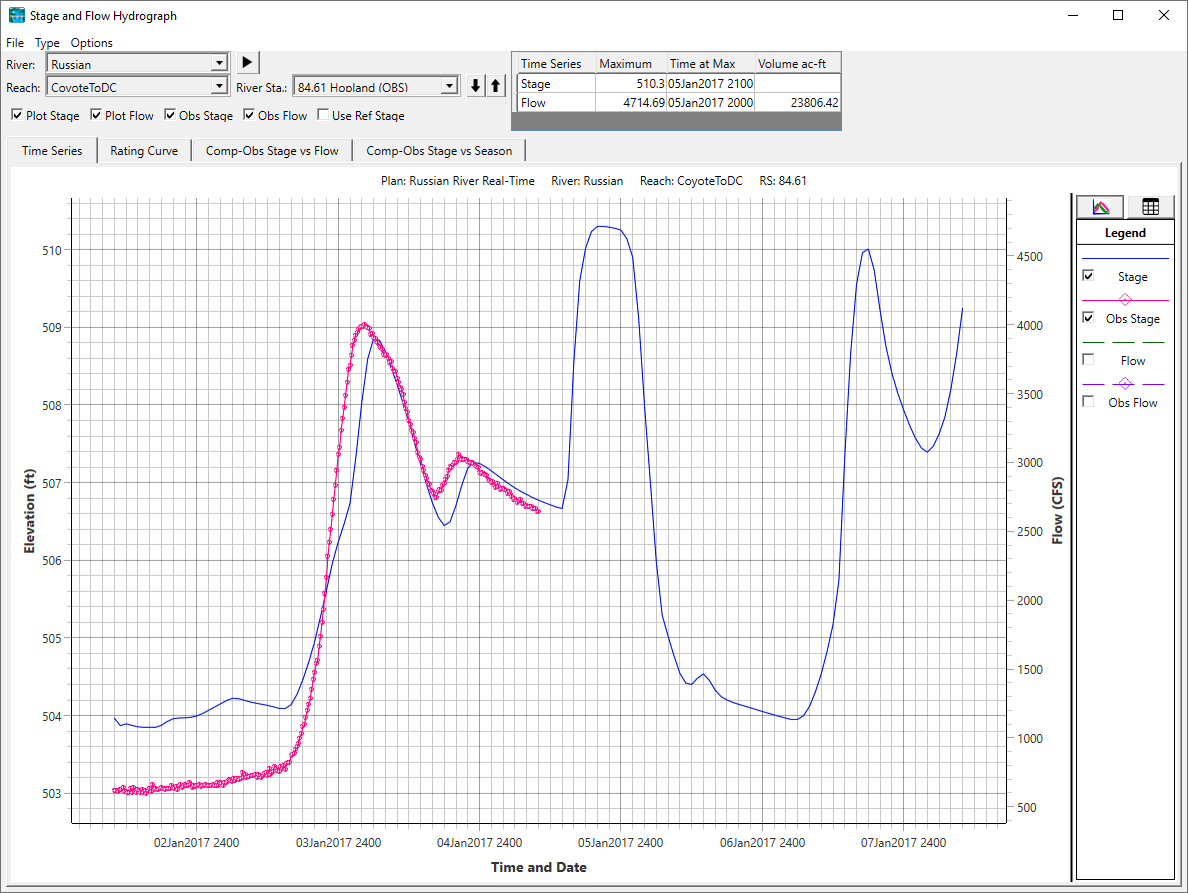 Stage and Flow Hydrograph
File Type Options
River: Russian
Reach: CoyoteToDC River Sta.: 84.61 Hopland (OBS)
Plot Stage Plot Flow Obs Stage Obs Flow Use Ref Stage
Time Series Maximum Time at Max Volume ac-ft
Stage 510.3 05Jan2017 2100
Flow 4714.69 05Jan2017 2000 23806.42
Time Series Rating Curve Comp-Obs Stage vs Flow Comp-Obs Stage vs Season
Plan: Russian River Real-Time River: Russian Reach: CoyoteToDC RS: 84.61
Elevation (ft)
510
509
508
507
506
505
504
503
4500
4000
3500
3000
2500
2000
1500
1000
500
Flow (CFS)
02Jan2017 2400 03Jan2017 2400 04Jan2017 2400 05Jan2017 2400 06Jan2017 2400 07Jan2017 2400
Time and Date
Legend
Stage
Obs Stage
Flow
Obs Flow